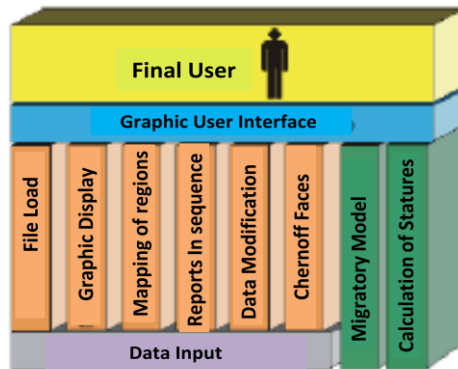 Final User
Graphic User Interface
File Load
Graphic Display
Mapping of regions
Reports In sequence
Data Modification
Chernoff Faces
Migratory Model
Calculation of Statures
Data Input